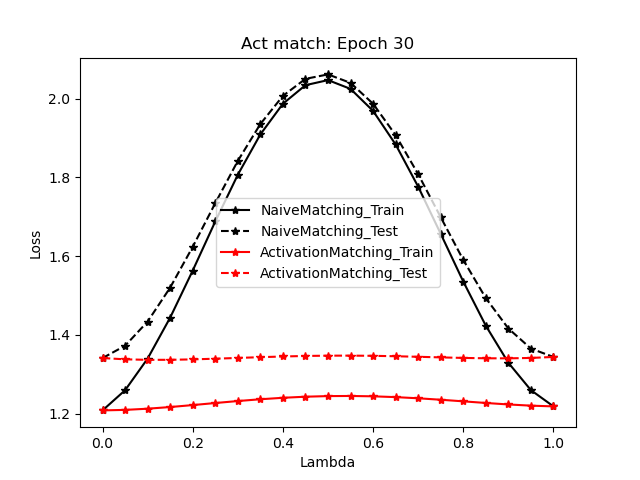 Act match: Epoch 30
Loss
2.0
1.8
1.6
1.4
1.2
NaiveMatching_Train
NaiveMatching_Test
ActivationMatching_Train
ActivationMatching_Test
0.0 0.2 0.4 0.6 0.8 1.0
Lambda